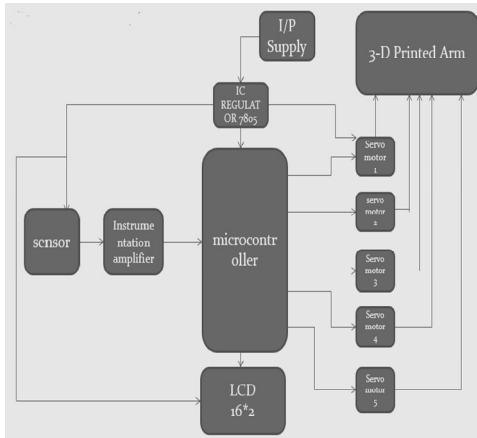 I/P
Supply
3-D Printed Arm
IC
REGULAT
OR 7805
Servo
motor
1
servo
motor
2
sensor
Instrume
ntation
amplifier
microcontr
oller
Servo
motor
3
Servo
motor
4
LCD
16*2
Servo
motor
5